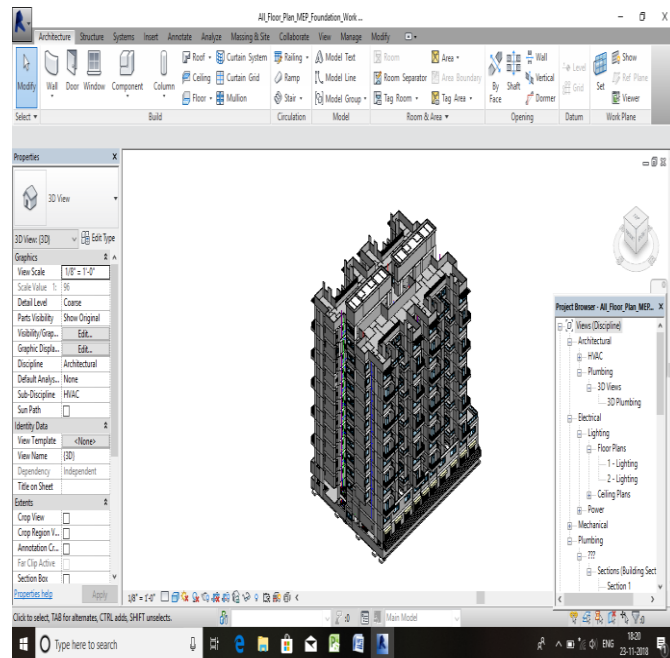 All_Floor_Plan_MEP_Foundation_Work ...
Architecture Structure Systems Insert Annotate Analyze Massing & Site Collaborate View Manage Modify
Modify Wall Door Window Component Column
Roof Curtain System
Ceiling Curtain Grid
Floor Mullion
Railing Model Text
Ramp Model Line
Stair Model Group
Room Area
Room Separator Area Boundary
Tag Room Tag Area
By Face Shaft
Wall
Vertical
Dormer
Level
Grid
Set
Show
Ref Plane
Viewer
Select Build Circulation Model Room & Area Opening Datum Work Plane
Properties X
3D View
3D View: {3D} Edit Type
Graphics
View Scale 1/8" = 1'-0"
Scale Value 1: 96
Detail Level Coarse
Parts Visibility Show Original
Visibility/Grap... Edit...
Graphic Displa... Edit...
Discipline Architectural
Default Analys... None
Sub-Discipline HVAC
Sun Path
Identity Data
View Template <None>
View Name {3D}
Dependency Independent
Title on Sheet
Extents
Crop View
Crop Region V...
Annotation Cr...
Far Clip Active
Section Box
Properties help Apply
1/8" = 1'-0"
Project Browser - All_Floor_Plan_MEP... X
Views (Discipline)
Architectural
HVAC
Plumbing
3D Views
3D Plumbing
Electrical
Lighting
Floor Plans
1 - Lighting
2 - Lighting
Ceiling Plans
Power
Mechanical
Plumbing
???
Sections (Building Sect
Section 1
Click to select, TAB for alternates, CTRL adds, SHIFT unselects. :0 Main Model
Type here to search
ENG 18:20
23-11-2018